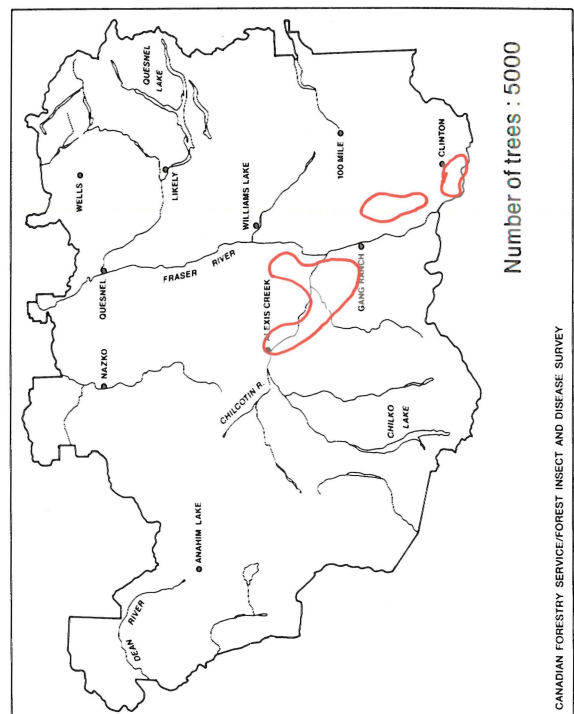 WELLS
NAZKO
QUESNEL
DEAN
RIVER
QUESNEL
LAKE
LIKELY
FRASER
RIVER
ANAHIM LAKE
WILLIAMS LAKE
CHILCOTIN R.
ALEXIS CREEK
100 MILE
GANG RANCH
CHILKO
LAKE
CLINTON
Number of trees : 5000
CANADIAN FORESTRY SERVICE/FOREST INSECT AND DISEASE SURVEY